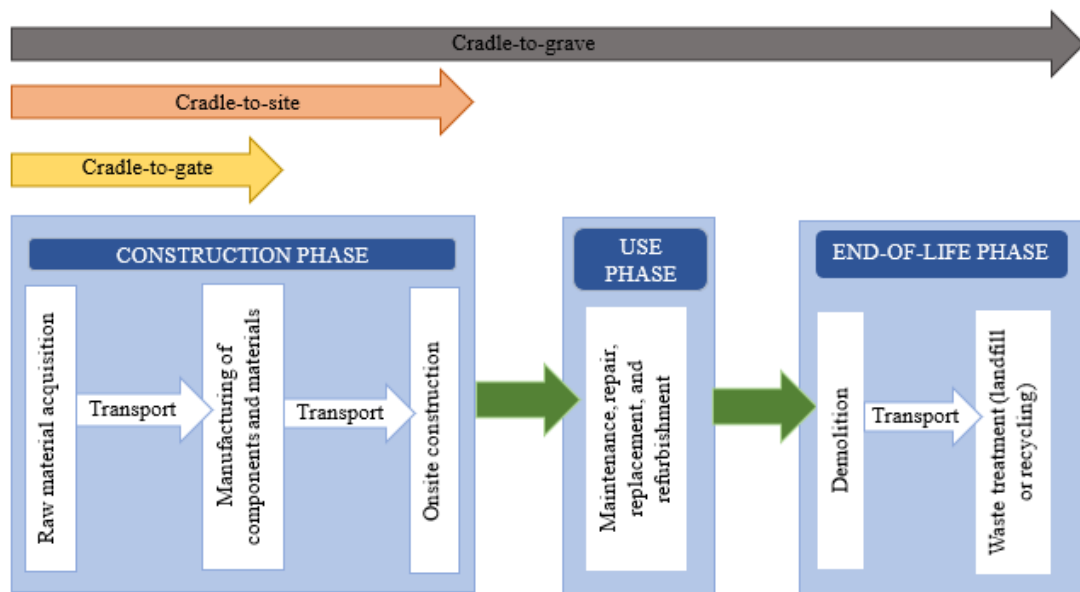 Cradle-to-grave
Cradle-to-site
Cradle-to-gate
CONSTRUCTION PHASE
Raw material acquisition
Transport
Manufacturing of
components and materials
Transport
Onsite construction
USE
PHASE
Maintenance, repair,
replacement, and
refurbishment
END-OF-LIFE PHASE
Demolition
Transport
Waste treatment (landfill
or recycling)